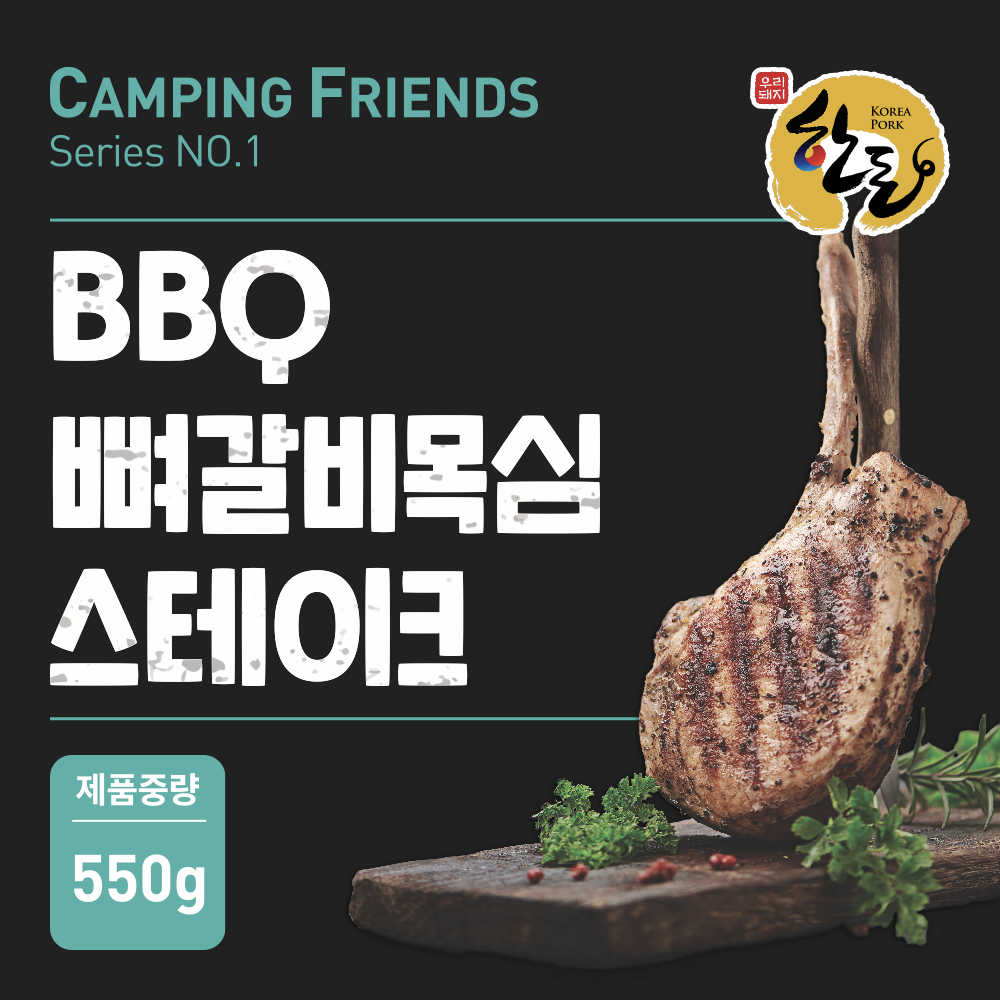 CAMPING FRIENDS
Series NO.1
우리
돼지
한돈
KOREA
PORK
BBQ
뼈갈비목심
스테이크
제품중량
550g